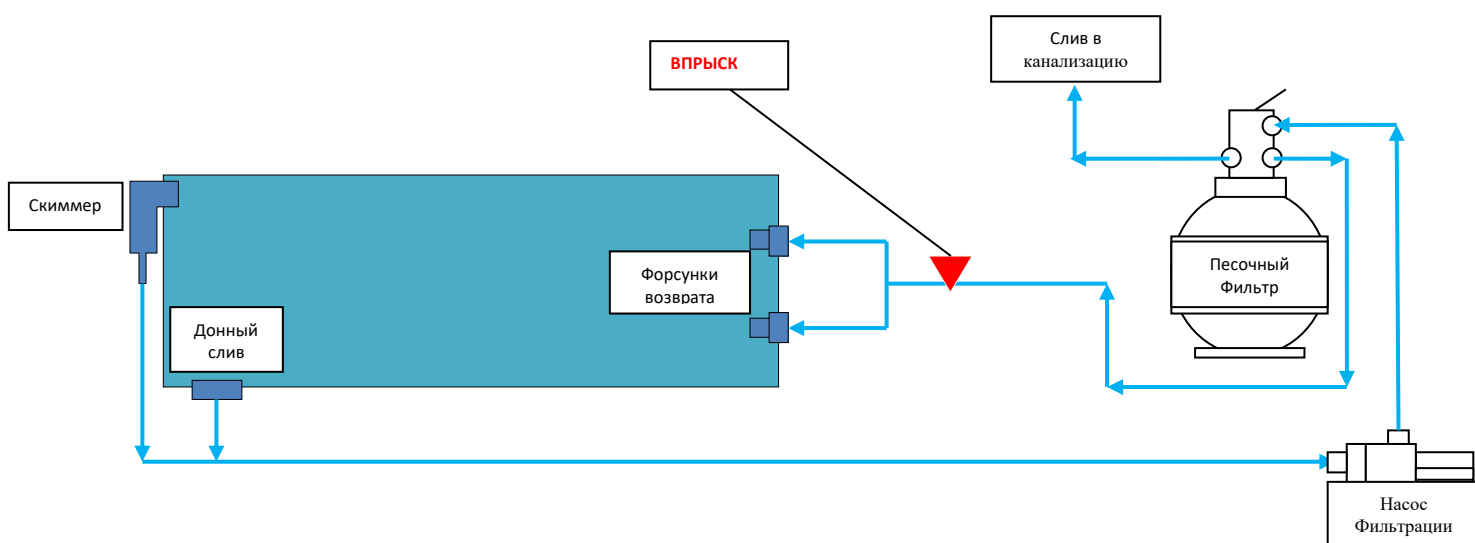 Слив в
канализацию
ВПРЫСК
Скиммер
Форсунки
возврата
Песочный
Фильтр
Донный
слив
Насос
Фильтрации